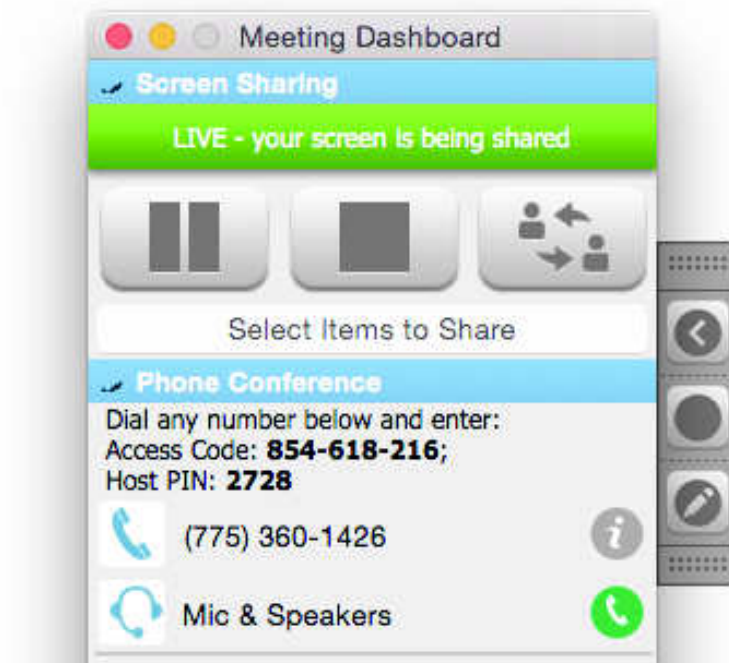 Meeting Dashboard
Screen Sharing
LIVE - your screen is being shared
Select Items to Share
Phone Conference
Dial any number below and enter:
Access Code: 854-618-216;
Host PIN: 2728
(775) 360-1426
Mic & Speakers